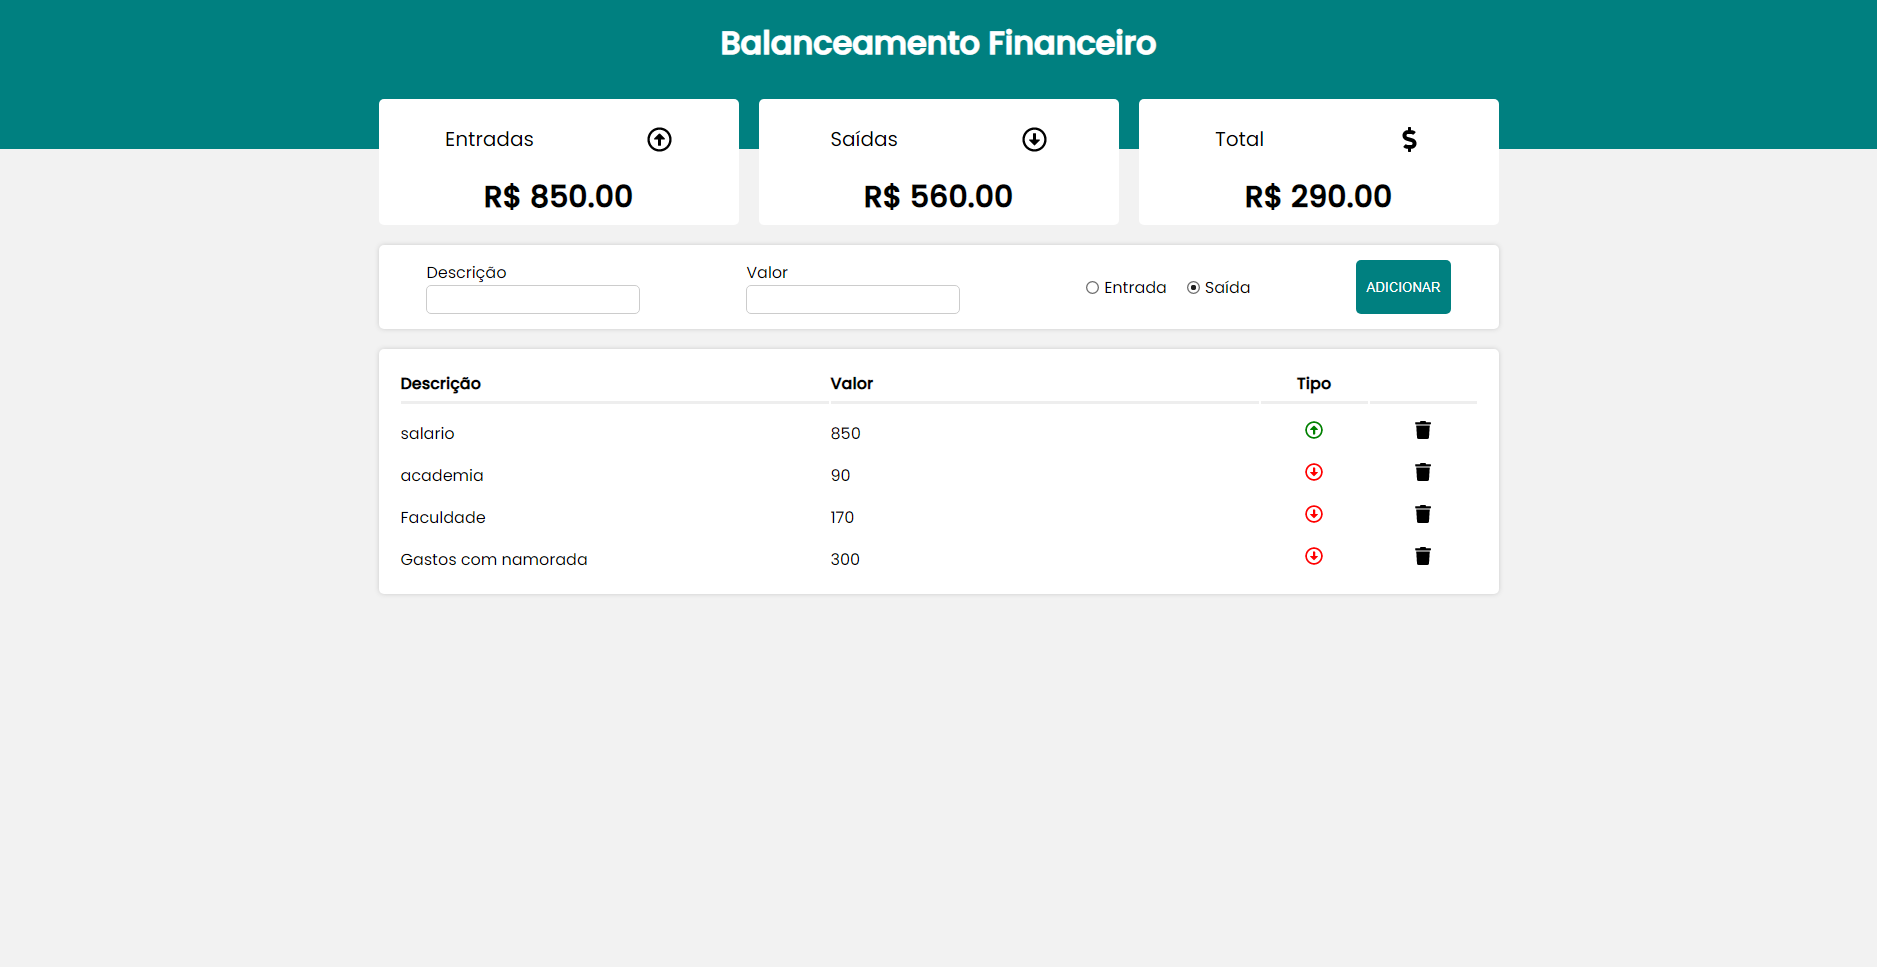 Balanceamento Financeiro
Entradas
Saídas
Total
R$ 850.00
R$ 560.00
R$ 290.00
Descrição
Valor
Entrada
Saída
ADICIONAR
Descrição Valor Tipo
salario 850
academia 90
Faculdade 170
Gastos com namorada 300